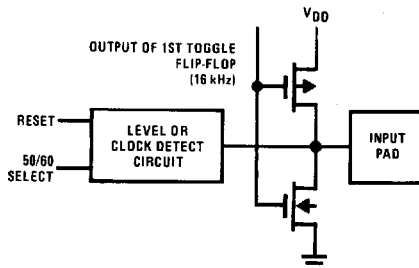 V_DD
OUTPUT OF 1ST TOGGLE
FLIP-FLOP
(16 kHz)
RESET
50/60
SELECT
LEVEL OR
CLOCK DETECT
CIRCUIT
INPUT
PAD